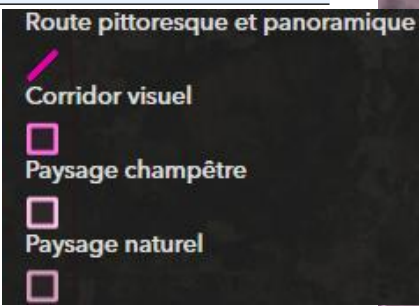 Route pittoresque et panoramique
Corridor visuel
Paysage champêtre
Paysage naturel